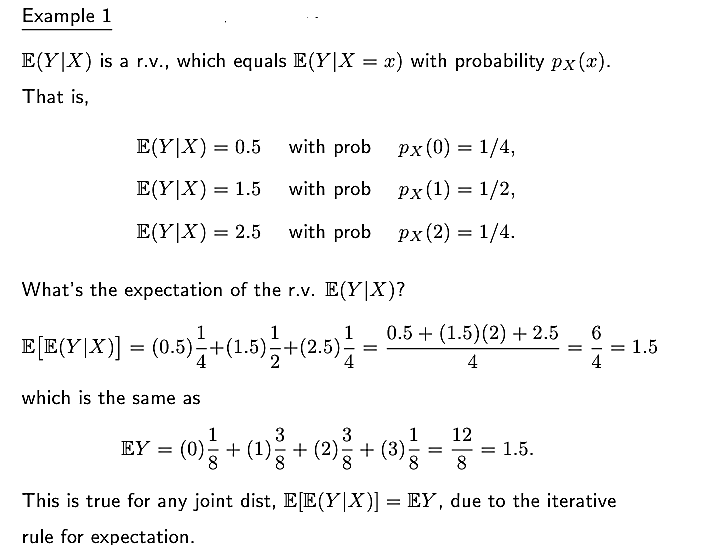 Example 1
𝔼(Y|X) is a r.v., which equals 𝔼(Y|X = x) with probability p_X(x).
That is,
𝔼(Y|X) = 0.5 with prob p_X(0) = 1/4,
𝔼(Y|X) = 1.5 with prob p_X(1) = 1/2,
𝔼(Y|X) = 2.5 with prob p_X(2) = 1/4.
What's the expectation of the r.v. 𝔼(Y|X)?
𝔼[𝔼(Y|X)] = (0.5)1/4+(1.5)1/2+(2.5)1/4 = (0.5 + (1.5)(2) + 2.5)/4 = 6/4 = 1.5
which is the same as
𝔼Y = (0)1/8 + (1)3/8 + (2)3/8 + (3)1/8 = 12/8 = 1.5.
This is true for any joint dist, 𝔼[𝔼(Y|X)] = 𝔼Y, due to the iterative
rule for expectation.